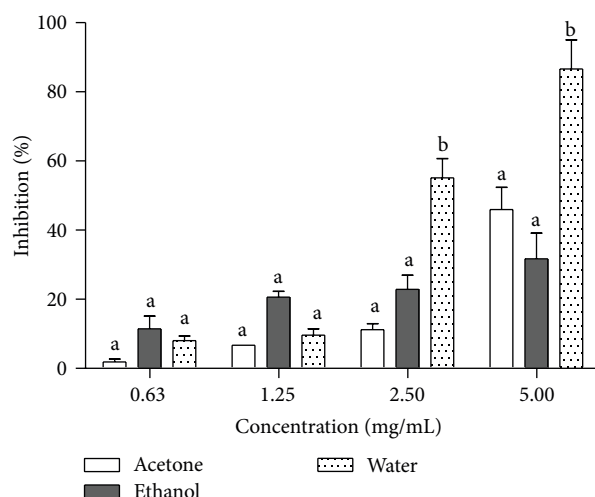 100
80
60
40
20
0
Inhibition (%)
a a a
a a a
a a b
a a b
0.63 1.25 2.50 5.00
Concentration (mg/mL)
Acetone Water
Ethanol